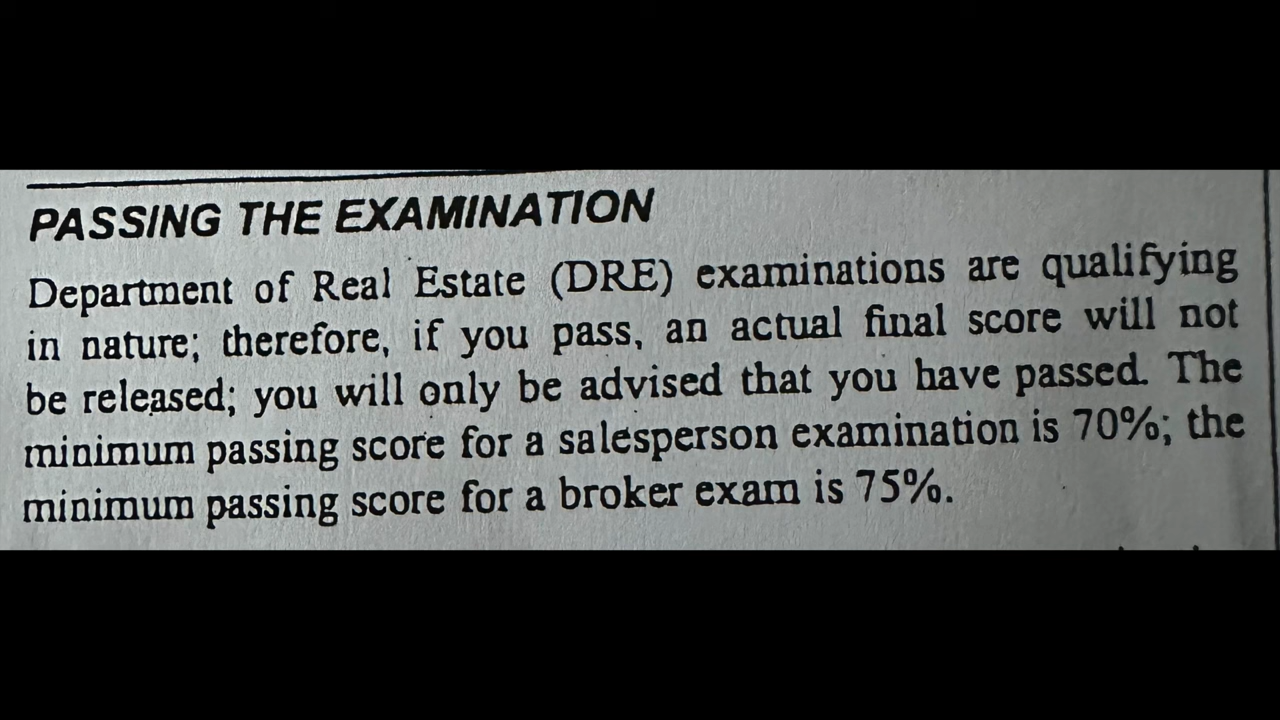 PASSING THE EXAMINATION
Department of Real Estate (DRE) examinations are qualifying
in nature; therefore, if you pass, an actual final score will not
be released; you will only be advised that you have passed. The
minimum passing score for a salesperson examination is 70%; the
minimum passing score for a broker exam is 75%.